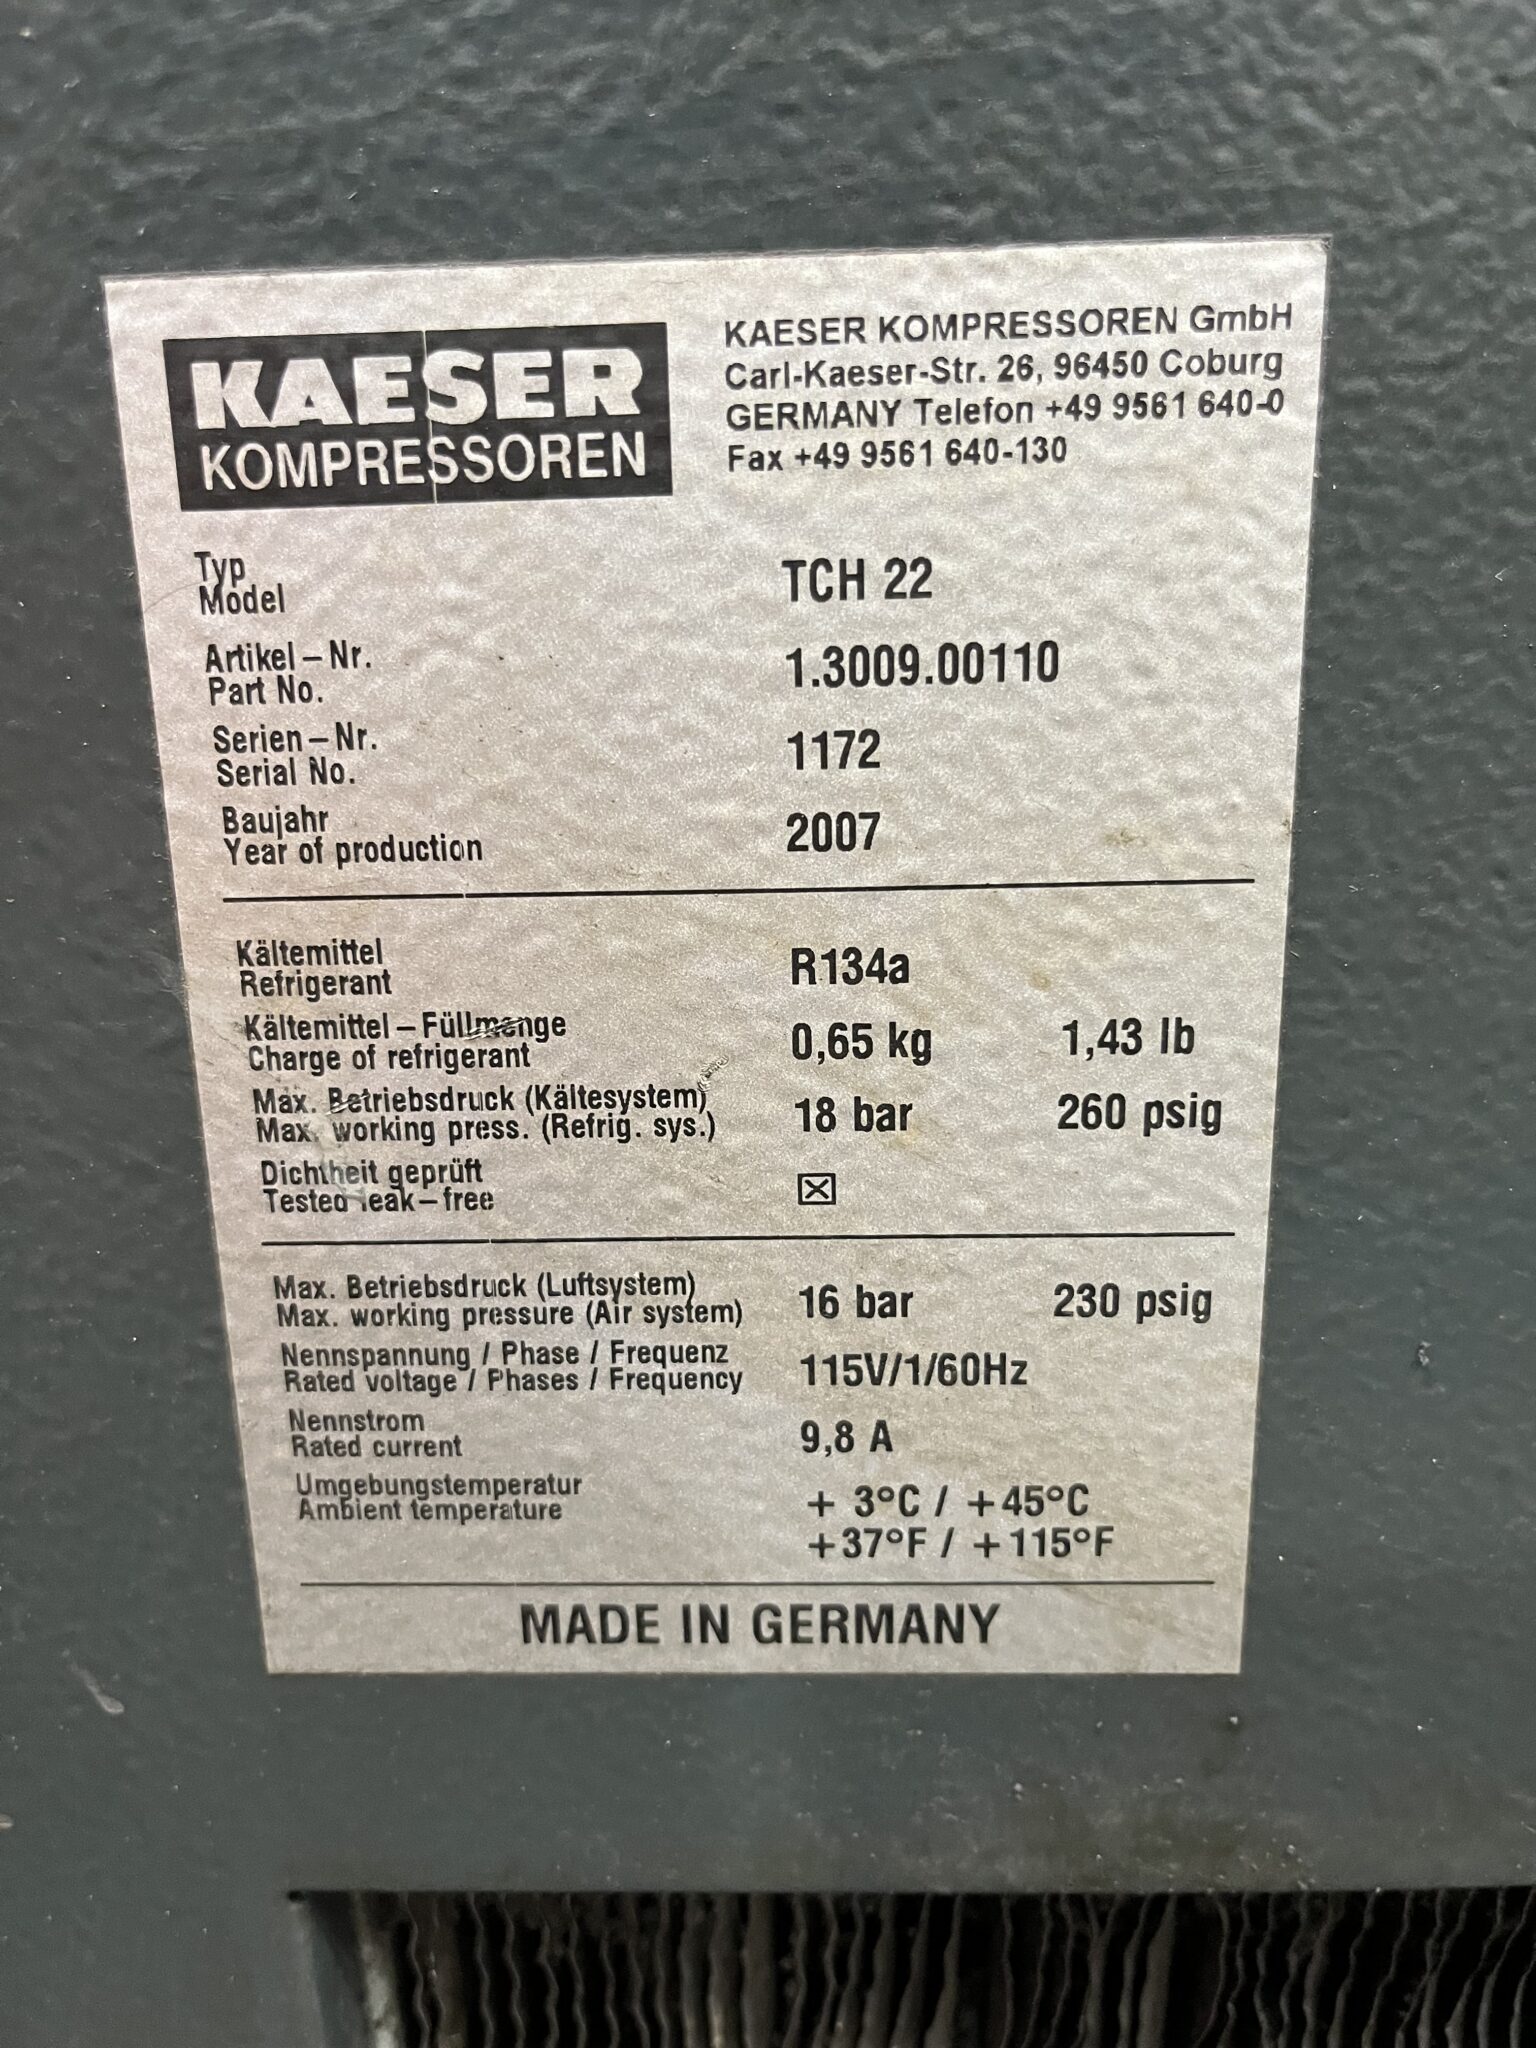 KAESER
KOMPRESSOREN
KAESER KOMPRESSOREN GmbH
Carl-Kaeser-Str. 26, 96450 Coburg
GERMANY Telefon +49 9561 640-0
Fax +49 9561 640-130
Typ
Model
TCH 22
Artikel – Nr.
Part No.
1.3009.00110
Serien – Nr.
Serial No.
1172
Baujahr
Year of production
2007
Kältemittel
Refrigerant
R134a
Kältemittel – Füllmenge
Charge of refrigerant
0,65 kg 1,43 lb
Max. Betriebsdruck (Kältesystem)
Max. working press. (Refrig. sys.)
18 bar 260 psig
Dichtheit geprüft
Tested leak – free
☒
Max. Betriebsdruck (Luftsystem)
Max. working pressure (Air system)
16 bar 230 psig
Nennspannung / Phase / Frequenz
Rated voltage / Phases / Frequency
115V/1/60Hz
Nennstrom
Rated current
9,8 A
Umgebungstemperatur
Ambient temperature
+ 3°C / +45°C
+37°F / +115°F
MADE IN GERMANY